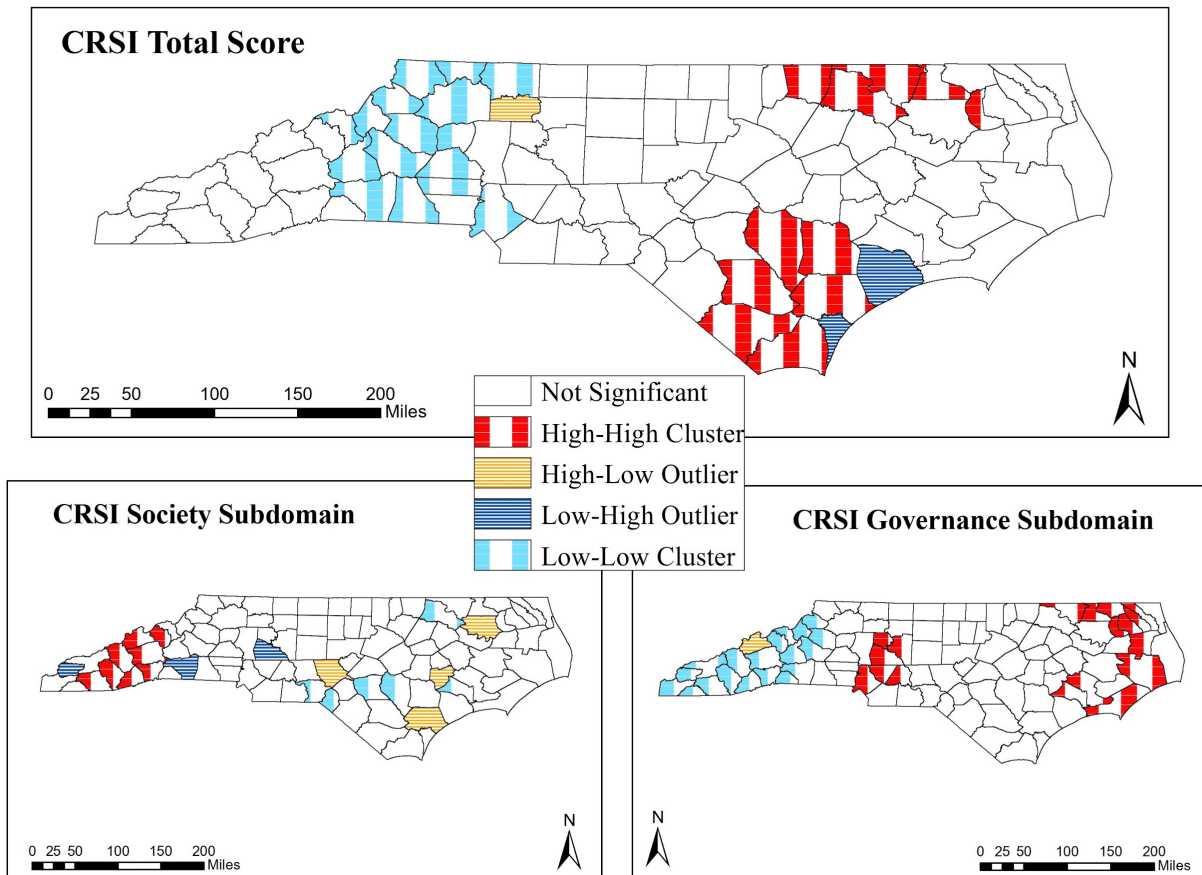 CRSI Total Score
N
0 25 50 100 150 200
Miles
Not Significant
High-High Cluster
High-Low Outlier
Low-High Outlier
Low-Low Cluster
CRSI Society Subdomain
N
0 25 50 100 150 200
Miles
CRSI Governance Subdomain
N
0 25 50 100 150 200
Miles